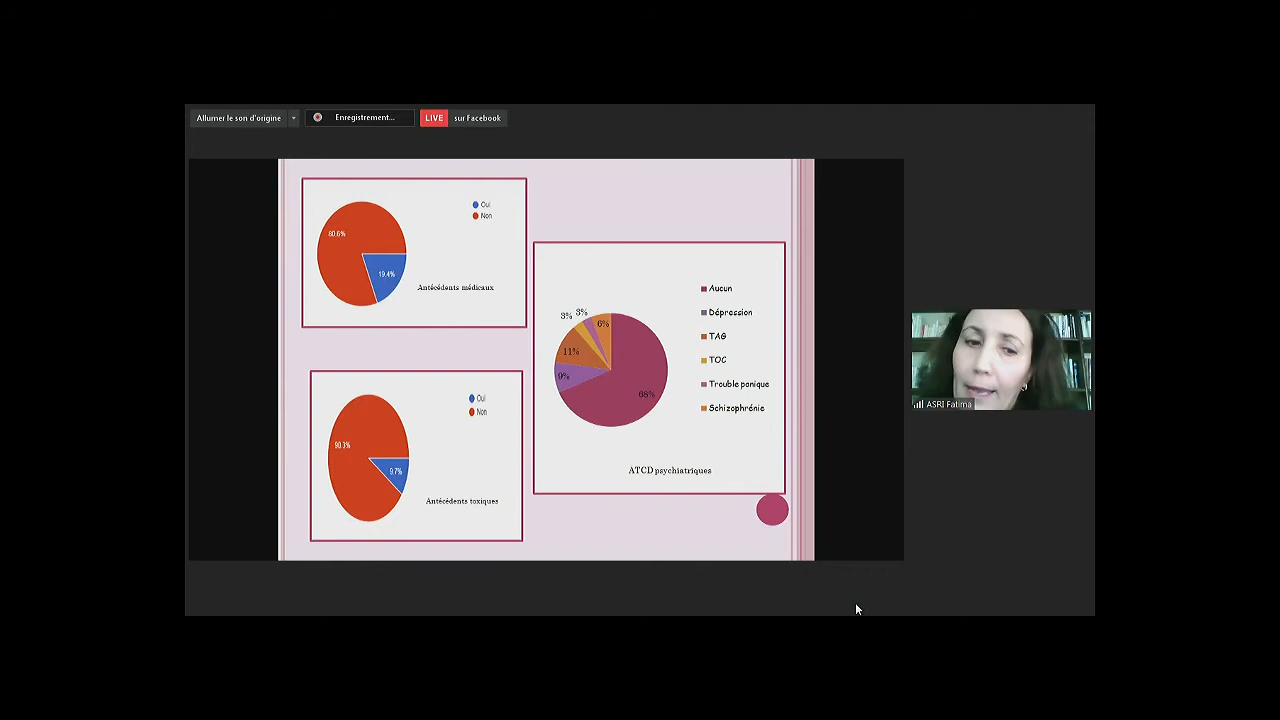 Allumer le son d'origine
Enregistrement...
LIVE sur Facebook
Oui
Non
80.6%
19.4%
Antécédents médicaux
Oui
Non
90.3%
9.7%
Antécédents toxiques
3%
3%
6%
11%
9%
68%
Aucun
Dépression
TAG
TOC
Trouble panique
Schizophrénie
ATCD psychiatriques
ASRI Fatima